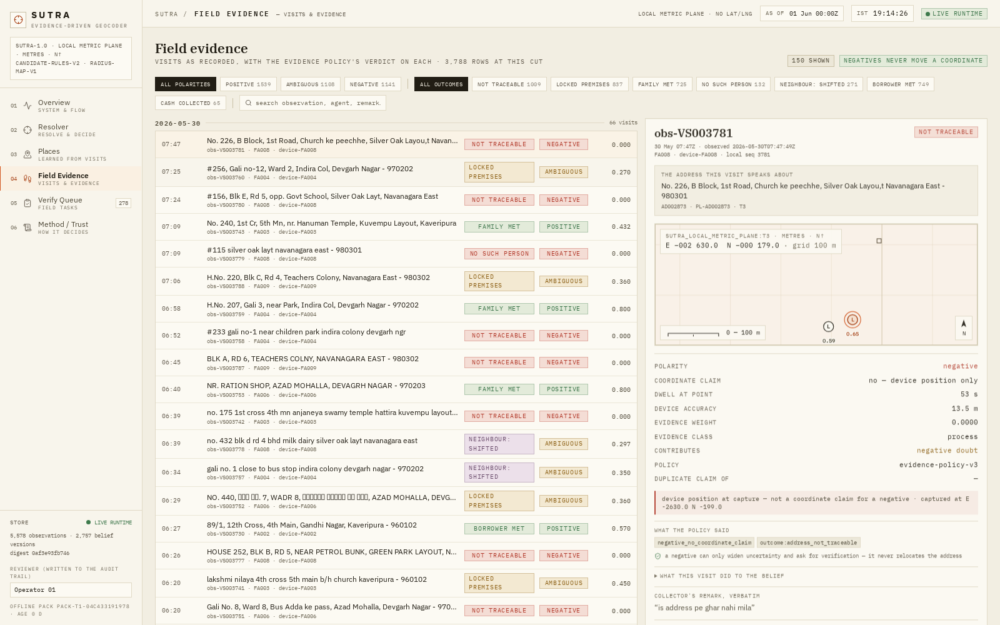 SUTRA
EVIDENCE-DRIVEN GEOCODER
SUTRA-1.0 · LOCAL METRIC PLANE
· METRES · N↑
CANDIDATE-RULES-V2 · RADIUS-
MAP-V1
01 Overview
SYSTEM & FLOW
02 Resolver
RESOLVE & DECIDE
03 Places
LEARNED FROM VISITS
04 Field Evidence
VISITS & EVIDENCE
05 Verify Queue 278
FIELD TASKS
06 Method / Trust
HOW IT DECIDES
STORE LIVE RUNTIME
5,578 observations · 2,757 belief
versions
digest 0af3e93fb746
REVIEWER (WRITTEN TO THE AUDIT
TRAIL)
Operator 01
OFFLINE PACK PACK-T1-04C433191978
· AGE 0 D
SUTRA / FIELD EVIDENCE — VISITS & EVIDENCE
LOCAL METRIC PLANE · NO LAT/LNG AS OF 01 Jun 00:00Z IST 19:14:26 LIVE RUNTIME
Field evidence
VISITS AS RECORDED, WITH THE EVIDENCE POLICY'S VERDICT ON EACH · 3,788 ROWS AT THIS CUT
150 SHOWN NEGATIVES NEVER MOVE A COORDINATE
ALL POLARITIES POSITIVE 1539 AMBIGUOUS 1108 NEGATIVE 1141 ALL OUTCOMES NOT TRACEABLE 1009 LOCKED PREMISES 837 FAMILY MET 725 NO SUCH PERSON 132 NEIGHBOUR: SHIFTED 271 BORROWER MET 749
CASH COLLECTED 65 search observation, agent, remark.
2026-05-30 66 visits
07:47 No. 226, B Block, 1st Road, Church ke peechhe, Silver Oak Layou,t Navan... NOT TRACEABLE NEGATIVE 0.000
obs-VS003781 · FA008 · device-FA008
07:25 #256, Gali no-12, Ward 2, Indira Col, Devgarh Nagar - 970202 LOCKED PREMISES AMBIGUOUS 0.270
obs-VS003760 · FA004 · device-FA004
07:24 #156, Blk E, Rd 5, opp. Govt School, Silver Oak Layt, Navanagara East NOT TRACEABLE NEGATIVE 0.000
obs-VS003780 · FA008 · device-FA008
07:09 No. 240, 1st Cr, 5th Mn, nr. Hanuman Temple, Kuvempu Layout, Kaveripura FAMILY MET POSITIVE 0.432
obs-VS003743 · FA003 · device-FA003
07:09 #115 silver oak layt navanagara east - 980301 NO SUCH PERSON NEGATIVE 0.000
obs-VS003779 · FA008 · device-FA008
07:06 H.No. 220, Blk C, Rd 4, Teachers Colony, Navanagara East - 980302 LOCKED PREMISES AMBIGUOUS 0.360
obs-VS003788 · FA009 · device-FA009
06:58 H.No. 207, Gali 3, near Park, Indira Col, Devgarh Nagar - 970202 FAMILY MET POSITIVE 0.800
obs-VS003759 · FA004 · device-FA004
06:52 #233 gali no-1 near children park indira colony devgarh ngr NOT TRACEABLE NEGATIVE 0.000
obs-VS003758 · FA004 · device-FA004
06:45 BLK A, RD 6, TEACHERS COLNY, NAVANAGARA EAST - 980302 NOT TRACEABLE NEGATIVE 0.000
obs-VS003787 · FA009 · device-FA009
06:40 NR. RATION SHOP, AZAD MOHALLA, DEVAGRH NAGAR - 970203 FAMILY MET POSITIVE 0.800
obs-VS003753 · FA006 · device-FA006
06:39 no. 175 1st cross 4th mn anjaneya swamy temple hattira kuvempu layout... NOT TRACEABLE NEGATIVE 0.000
obs-VS003742 · FA003 · device-FA003
06:39 no. 432 blk d rd 4 bhd milk dairy silver oak layt navanagara east NEIGHBOUR: SHIFTED AMBIGUOUS 0.297
obs-VS003778 · FA008 · device-FA008
06:34 gali no. 1 close to bus stop indira colony devgarh nagar - 970202 NEIGHBOUR: SHIFTED AMBIGUOUS 0.350
obs-VS003757 · FA004 · device-FA004
06:29 NO. 440, . 7, WADR 8, , AZAD MOHALLA, DEVG... LOCKED PREMISES AMBIGUOUS 0.360
obs-VS003752 · FA006 · device-FA006
06:27 89/1, 12th Cross, 4th Main, Gandhi Nagar, Kaveripura - 960102 BORROWER MET POSITIVE 0.570
obs-VS003730 · FA002 · device-FA002
06:26 HOUSE 252, BLK B, RD 5, NEAR PETROL BUNK, GREEN PARK LAYOUT, N... NOT TRACEABLE NEGATIVE 0.000
obs-VS003777 · FA008 · device-FA008
06:20 lakshmi nilaya 4th cross 5th main b/h church kaveripura - 960102 LOCKED PREMISES AMBIGUOUS 0.450
obs-VS003741 · FA003 · device-FA003
06:20 Gali No. 8, Ward 8, Bus Adda ke pass, Azad Mohalla, Devgarh Nagar - 970... NOT TRACEABLE NEGATIVE 0.000
obs-VS003751 · FA006 · device-FA006
obs-VS003781 NOT TRACEABLE
30 May 07:47Z · observed 2026-05-30T07:47:49Z
FA008 · device-FA008 · local seq 3781
THE ADDRESS THIS VISIT SPEAKS ABOUT
No. 226, B Block, 1st Road, Church ke peechhe, Silver Oak Layou,t Navanagara East -
980301
AD002873 · PL-AD002873 · T3
SUTRA_LOCAL_METRIC_PLANE:T3 · METRES · N↑
E −002 630.0 N −000 179.0 · grid 100 m
L L
0.59 0.65
0 — 100 m
N
POLARITY negative
COORDINATE CLAIM no — device position only
DWELL AT POINT 53 s
DEVICE ACCURACY 13.5 m
EVIDENCE WEIGHT 0.0000
EVIDENCE CLASS process
CONTRIBUTES negative doubt
POLICY evidence-policy-v3
DUPLICATE CLAIM OF —
device position at capture — not a coordinate claim for a negative · captured at E
-2630.0 N -199.0
WHAT THE POLICY SAID
negative_no_coordinate_claim outcome:address_not_traceable
a negative can only widen uncertainty and ask for verification — it never relocates the address
▸ WHAT THIS VISIT DID TO THE BELIEF
COLLECTOR'S REMARK, VERBATIM
“is address pe ghar nahi mila”